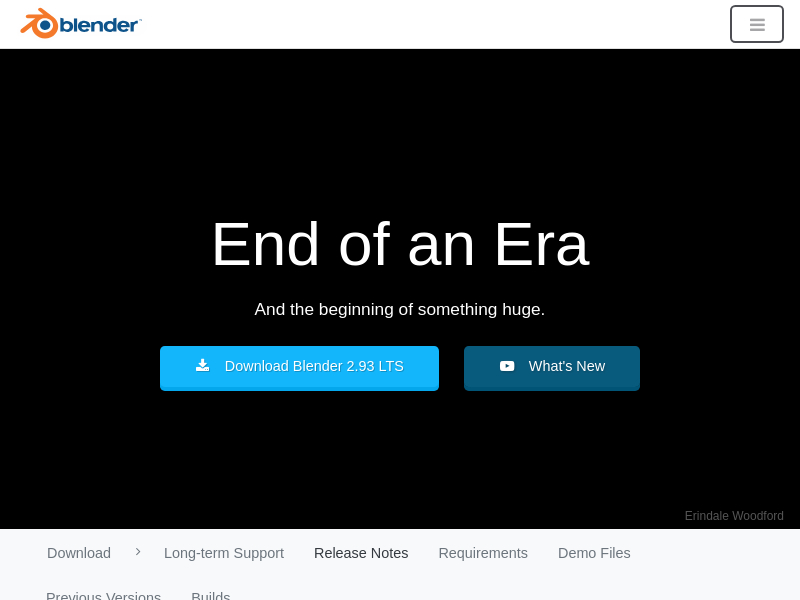 blender
End of an Era
And the beginning of something huge.
Download Blender 2.93 LTS
What's New
Erindale Woodford
Download > Long-term Support Release Notes Requirements Demo Files
Previous Versions Builds